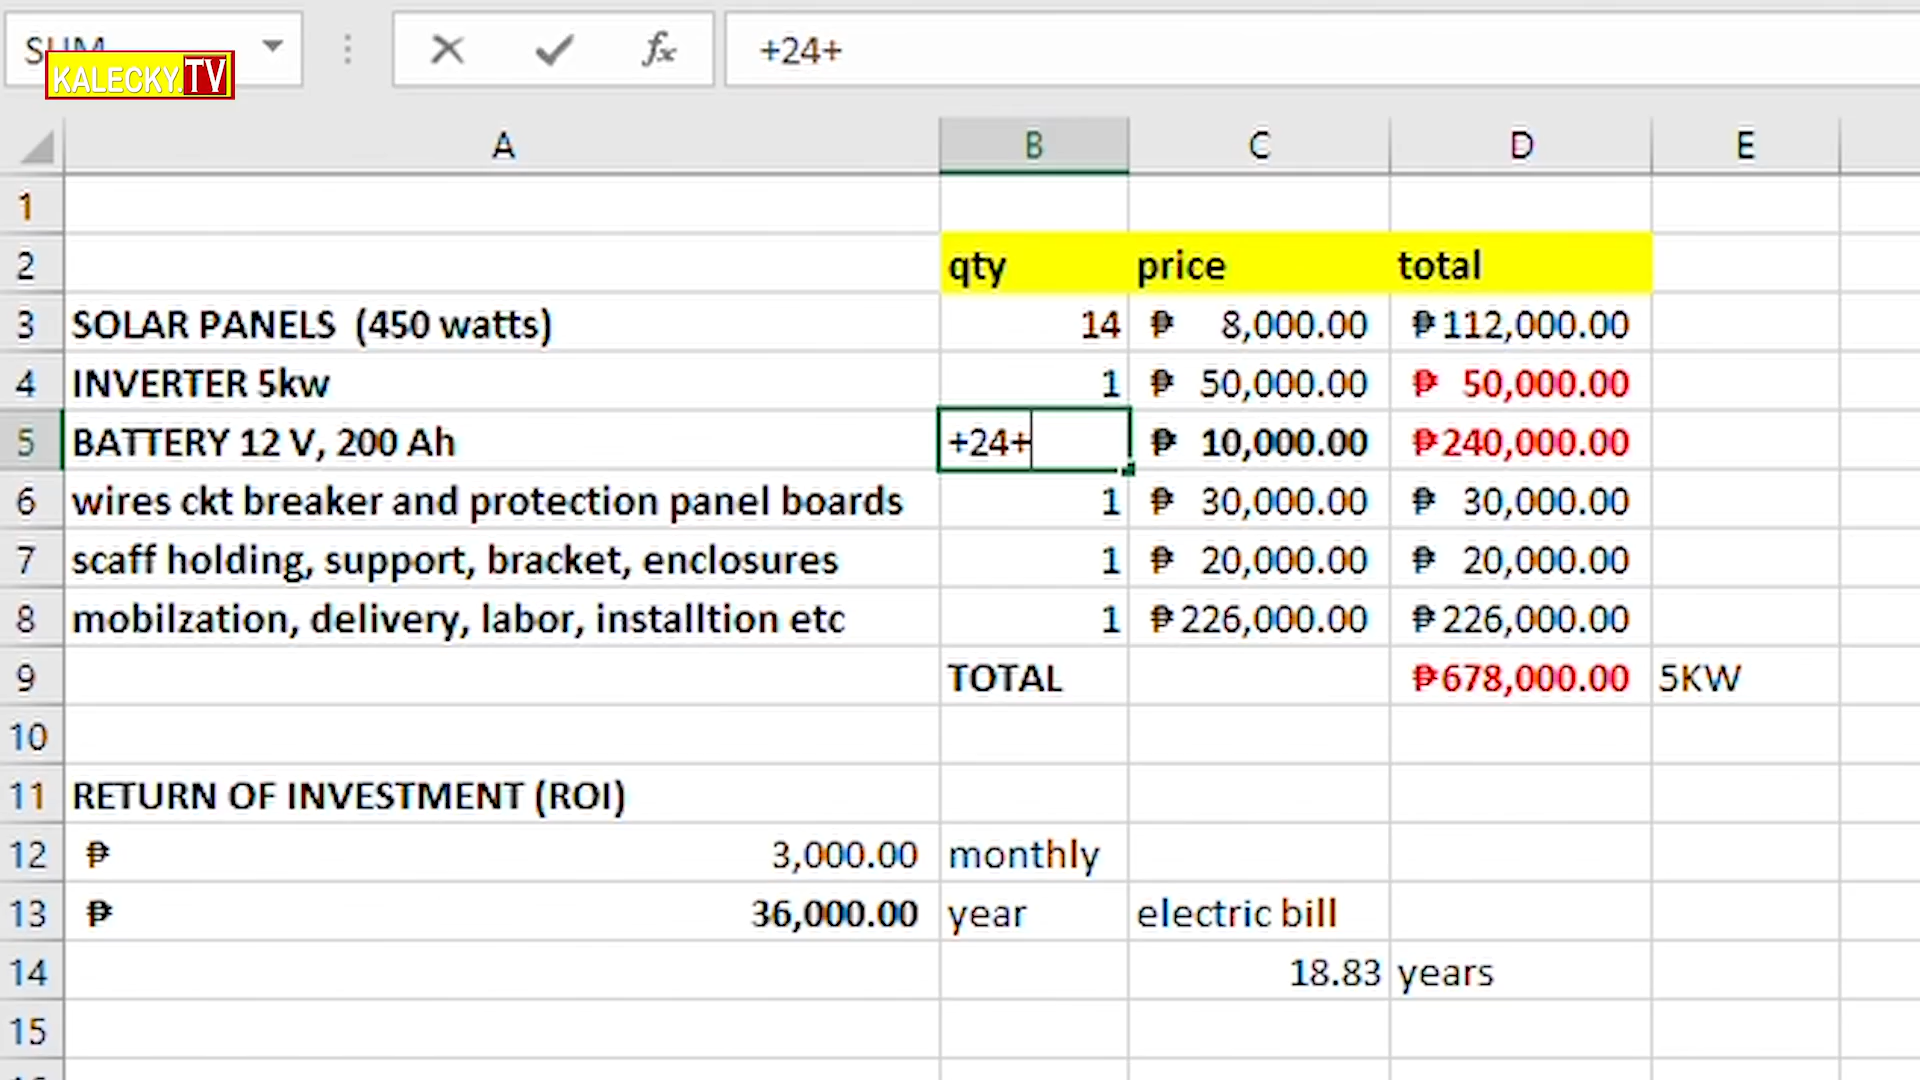 SUM
KALECKY.TV
fx +24+
A B C D E
1
2 qty price total
3 SOLAR PANELS (450 watts) 14 ₱ 8,000.00 ₱112,000.00
4 INVERTER 5kw 1 ₱ 50,000.00 ₱ 50,000.00
5 BATTERY 12 V, 200 Ah +24+ ₱ 10,000.00 ₱240,000.00
6 wires ckt breaker and protection panel boards 1 ₱ 30,000.00 ₱ 30,000.00
7 scaff holding, support, bracket, enclosures 1 ₱ 20,000.00 ₱ 20,000.00
8 mobilzation, delivery, labor, installtion etc 1 ₱226,000.00 ₱226,000.00
9 TOTAL ₱678,000.00 5KW
10
11 RETURN OF INVESTMENT (ROI)
12 ₱ 3,000.00 monthly
13 ₱ 36,000.00 year electric bill
14 18.83 years
15